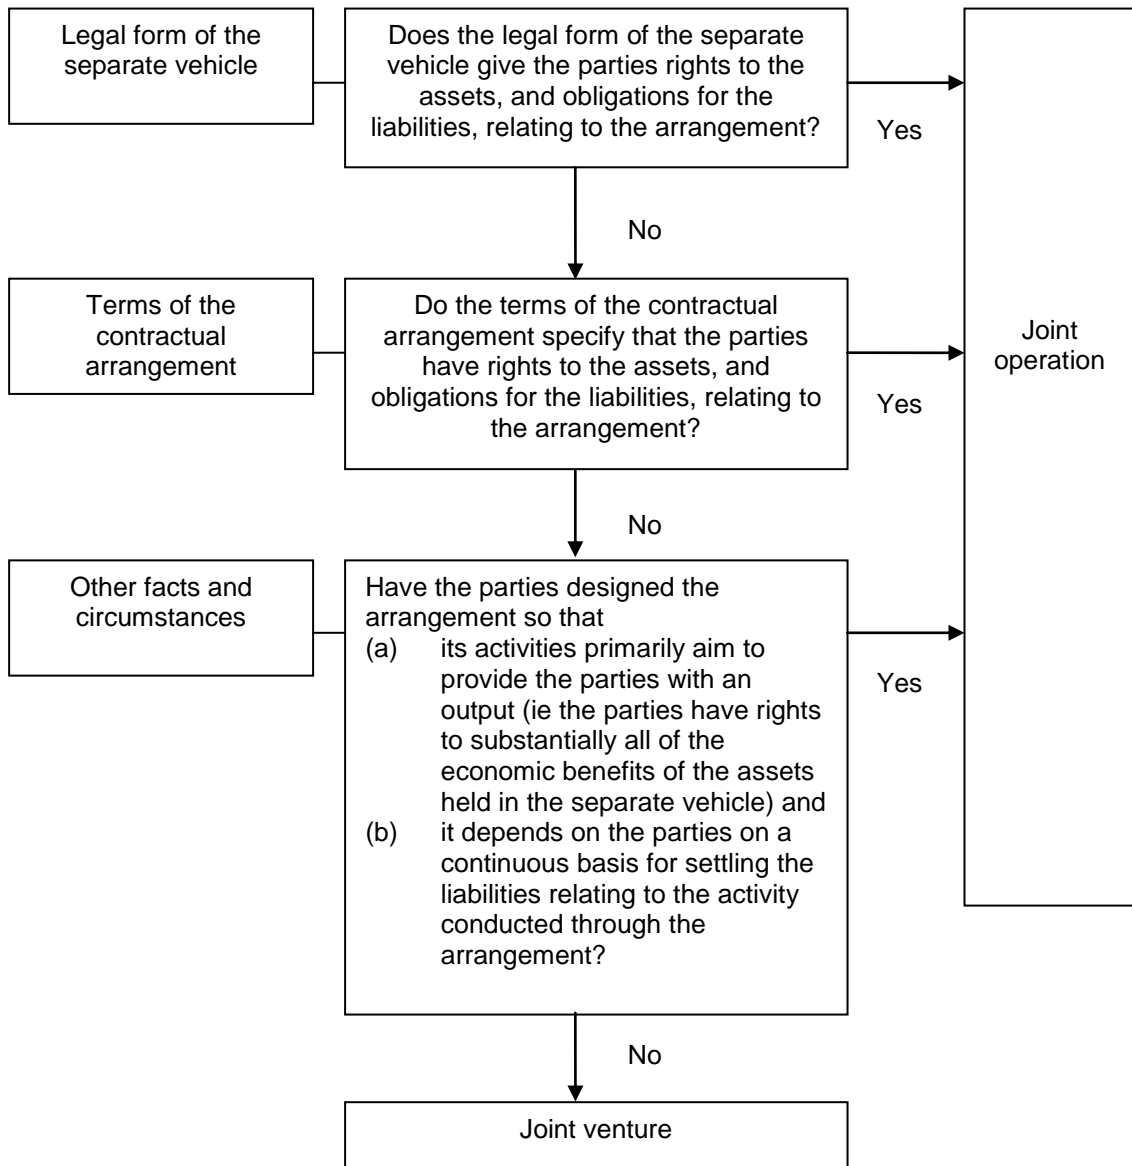 Legal form of the
separate vehicle
Does the legal form of the separate
vehicle give the parties rights to the
assets, and obligations for the
liabilities, relating to the arrangement?
Yes
No
Terms of the
contractual
arrangement
Do the terms of the contractual
arrangement specify that the parties
have rights to the assets, and
obligations for the liabilities, relating to
the arrangement?
Yes
Joint
operation
No
Other facts and
circumstances
Have the parties designed the
arrangement so that
(a) its activities primarily aim to
provide the parties with an
output (ie the parties have rights
to substantially all of the
economic benefits of the assets
held in the separate vehicle) and
(b) it depends on the parties on a
continuous basis for settling the
liabilities relating to the activity
conducted through the
arrangement?
Yes
No
Joint venture